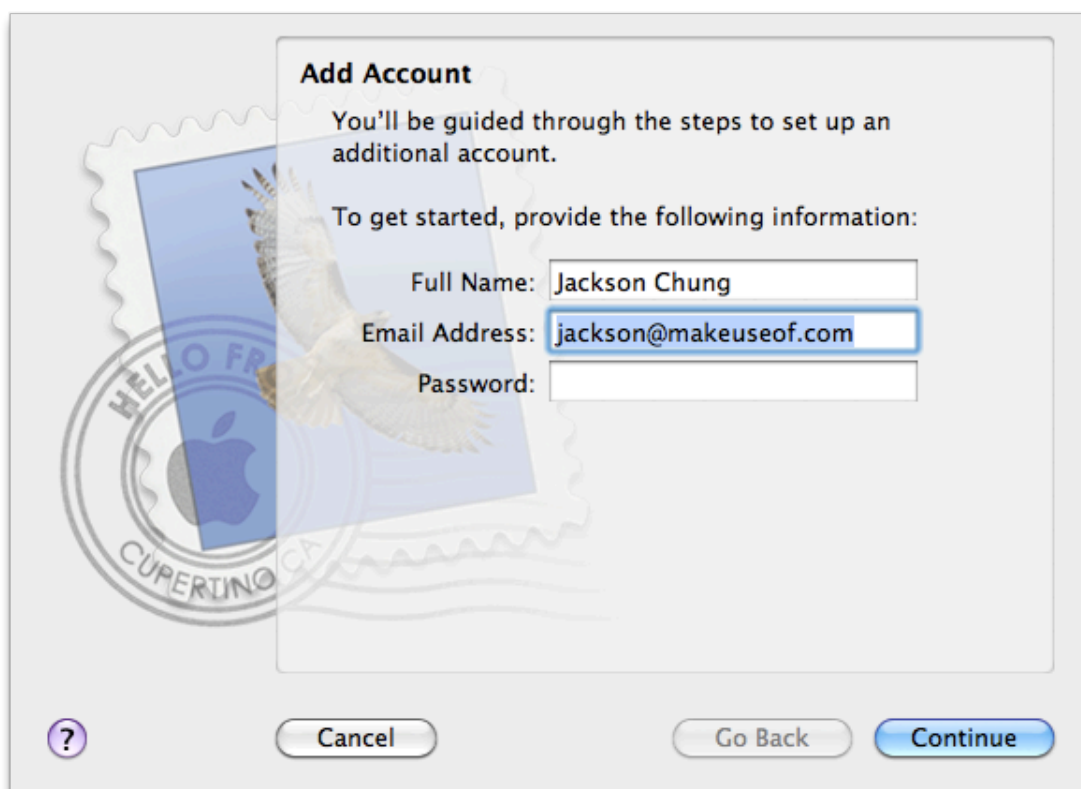 Add Account
You'll be guided through the steps to set up an
additional account.
To get started, provide the following information:
Full Name: Jackson Chung
Email Address: jackson@makeuseof.com
Password:
HELLO FR
CUPERTINO CA
? Cancel Go Back Continue